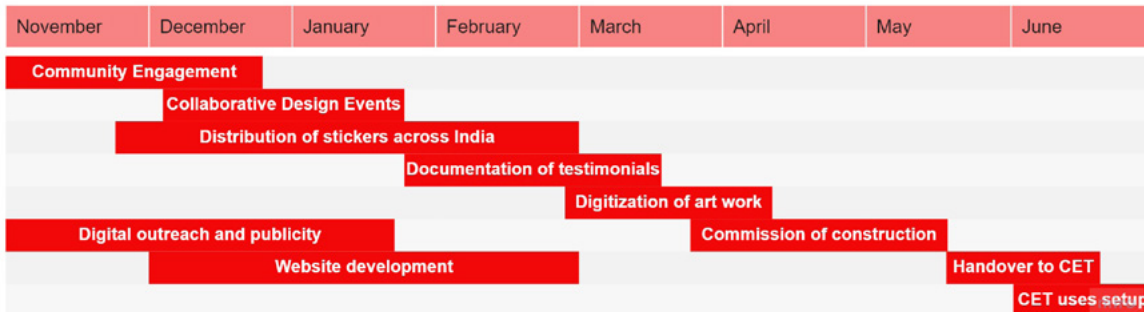 November December January February March April May June
Community Engagement
Collaborative Design Events
Distribution of stickers across India
Documentation of testimonials
Digitization of art work
Digital outreach and publicity Commission of construction
Website development Handover to CET
CET uses setup